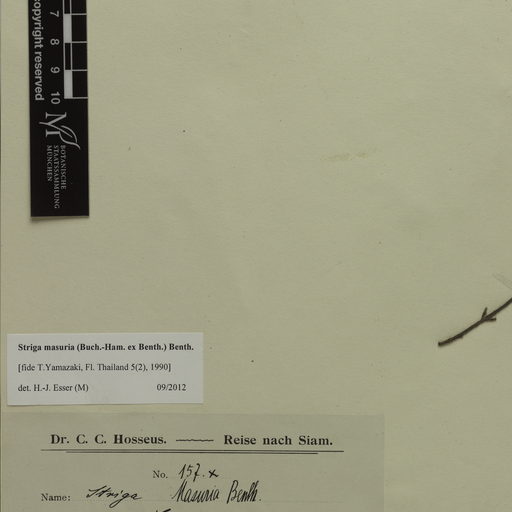 copyright reserved
7 8 9 10
BOTANISCHE
STAATSSAMMLUNG
MÜNCHEN
Striga masuria (Buch.-Ham. ex Benth.) Benth.
[fide T.Yamazaki, Fl. Thailand 5(2), 1990]
det. H.-J. Esser (M) 09/2012
Dr. C. C. Hosseus. —— Reise nach Siam.
No. 157. x
Name: Striga Masuria Benth.